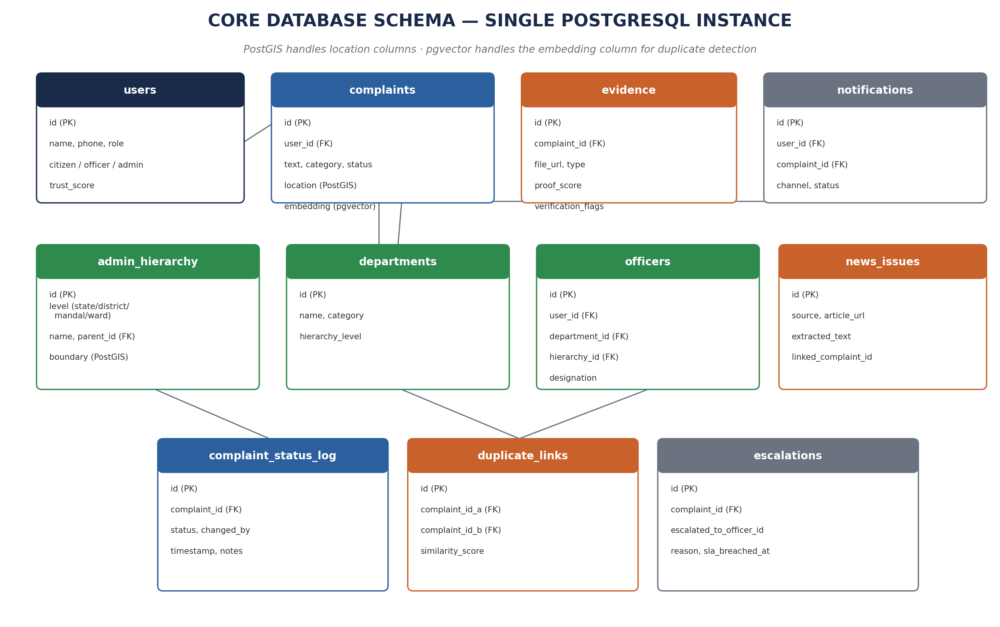 CORE DATABASE SCHEMA — SINGLE POSTGRESQL INSTANCE
PostGIS handles location columns · pgvector handles the embedding column for duplicate detection
users
id (PK)
name, phone, role
citizen / officer / admin
trust_score
complaints
id (PK)
user_id (FK)
text, category, status
location (PostGIS)
embedding (pgvector)
evidence
id (PK)
complaint_id (FK)
file_url, type
proof_score
verification_flags
notifications
id (PK)
user_id (FK)
complaint_id (FK)
channel, status
admin_hierarchy
id (PK)
level (state/district/
mandal/ward)
name, parent_id (FK)
boundary (PostGIS)
departments
id (PK)
name, category
hierarchy_level
officers
id (PK)
user_id (FK)
department_id (FK)
hierarchy_id (FK)
designation
news_issues
id (PK)
source, article_url
extracted_text
linked_complaint_id
complaint_status_log
id (PK)
complaint_id (FK)
status, changed_by
timestamp, notes
duplicate_links
id (PK)
complaint_id_a (FK)
complaint_id_b (FK)
similarity_score
escalations
id (PK)
complaint_id (FK)
escalated_to_officer_id
reason, sla_breached_at